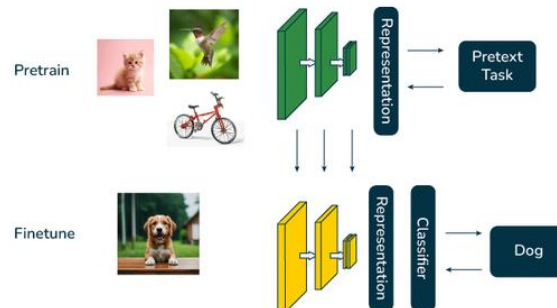 Pretrain
Representation
Pretext
Task
Finetune
Representation
Classifier
Dog